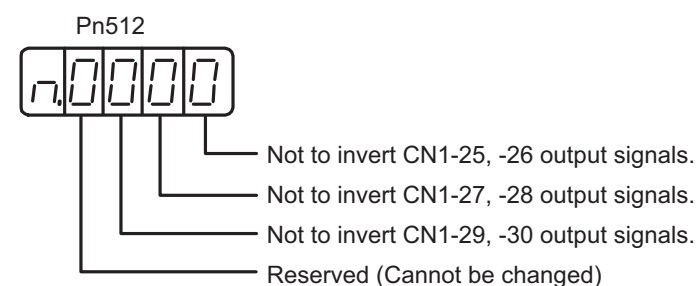 Pn512
n.0000
Not to invert CN1-25, -26 output signals.
Not to invert CN1-27, -28 output signals.
Not to invert CN1-29, -30 output signals.
Reserved (Cannot be changed)